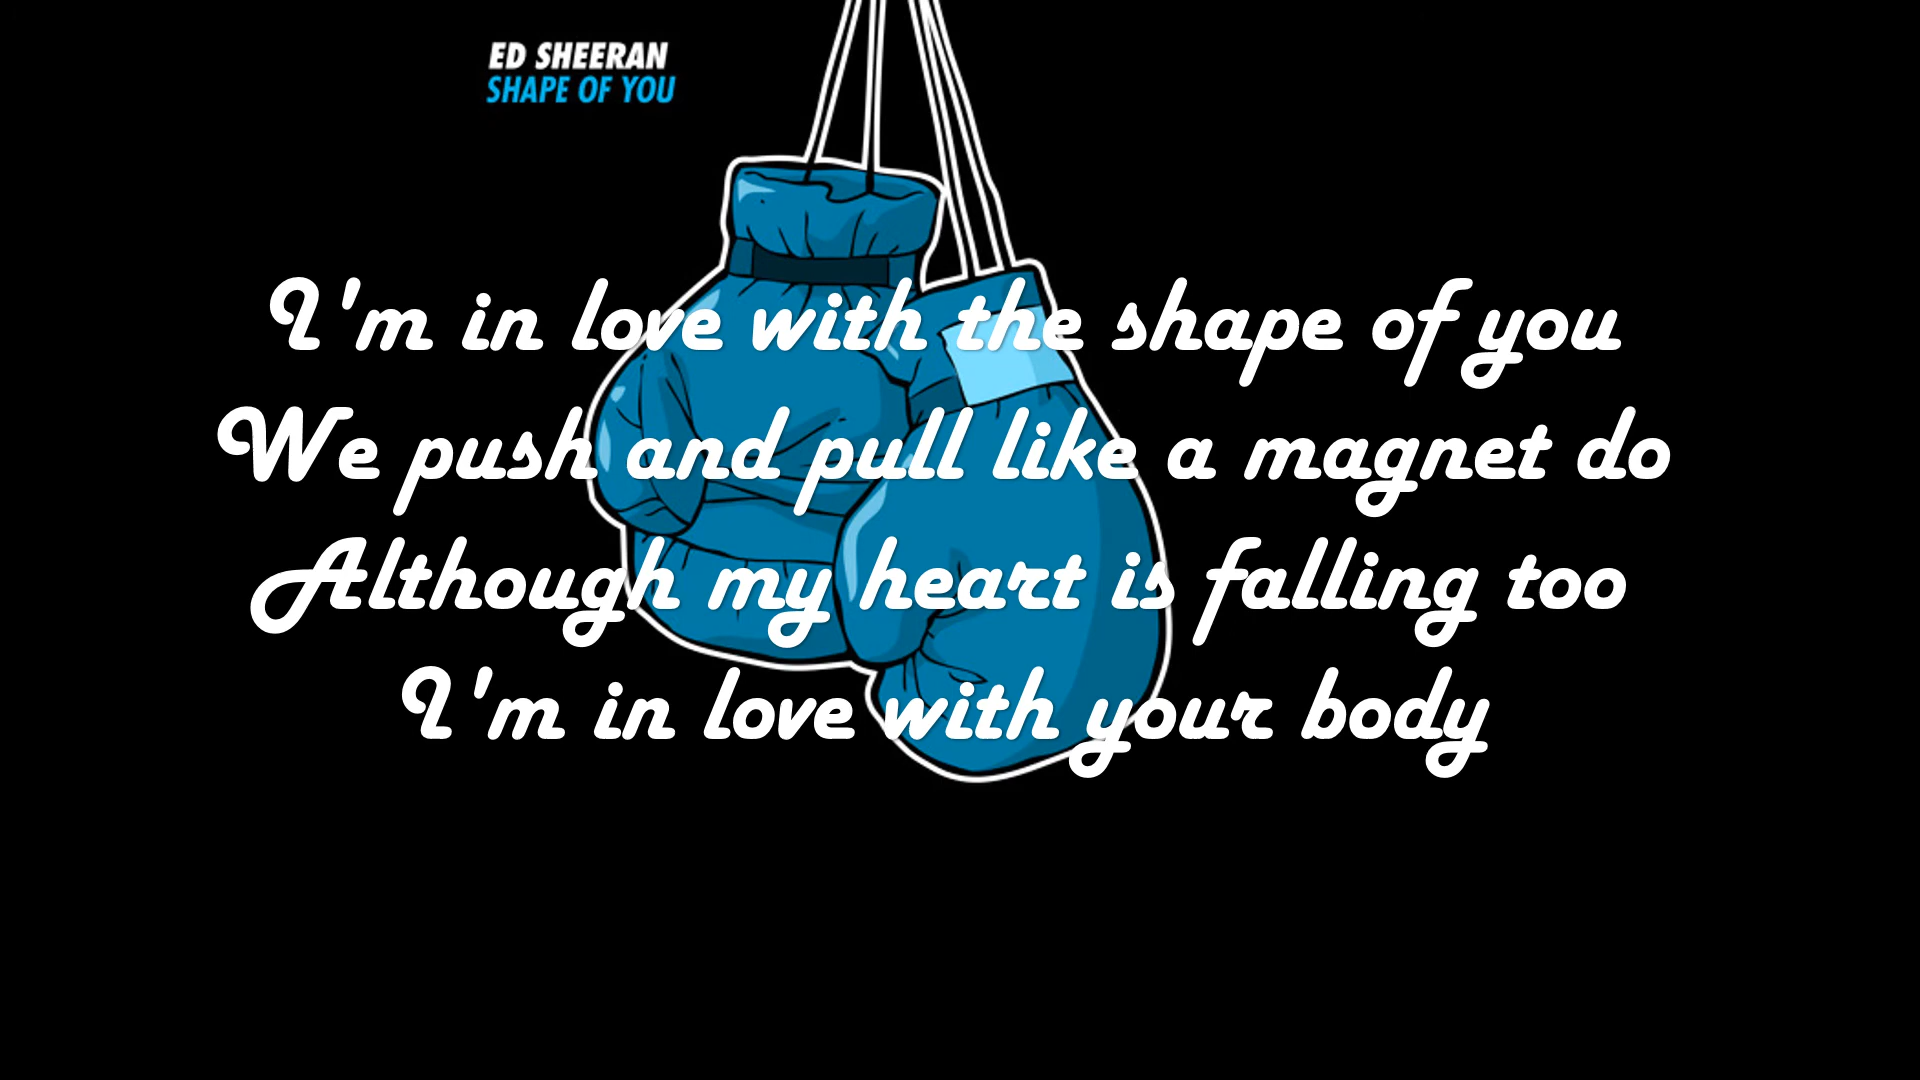 ED SHEERAN
SHAPE OF YOU
I'm in love with the shape of you
We push and pull like a magnet do
Although my heart is falling too
I'm in love with your body